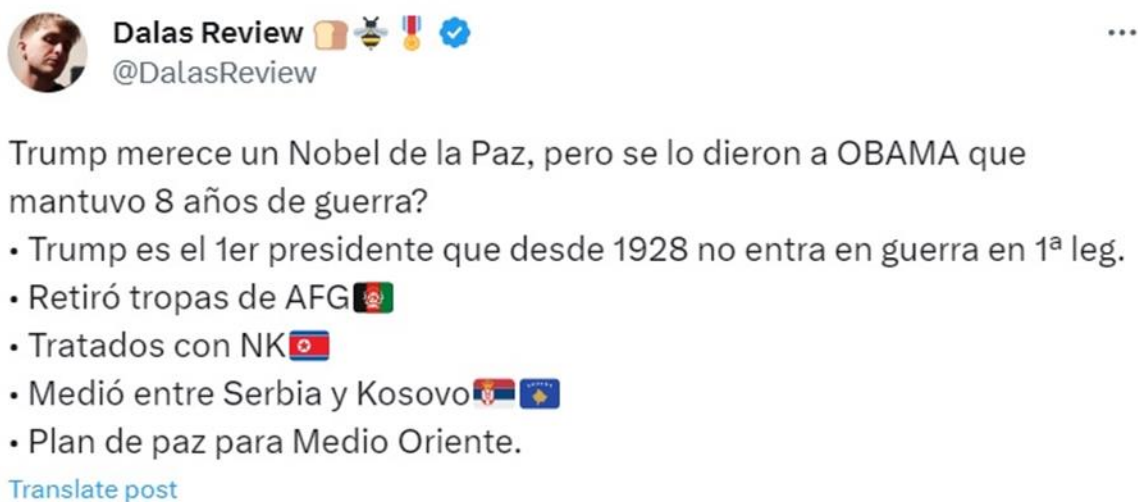 Dalas Review 🍞🐝🎖️
@DalasReview
Trump merece un Nobel de la Paz, pero se lo dieron a OBAMA que
mantuvo 8 años de guerra?
• Trump es el 1er presidente que desde 1928 no entra en guerra en 1ª leg.
• Retiró tropas de AFG🇦🇫
• Tratados con NK🇰🇵
• Medió entre Serbia y Kosovo🇷🇸🇽🇰
• Plan de paz para Medio Oriente.
Translate post